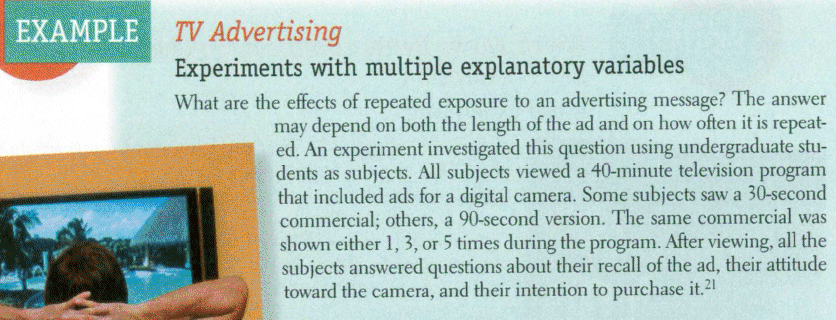 EXAMPLE TV Advertising
Experiments with multiple explanatory variables
What are the effects of repeated exposure to an advertising message? The answer
may depend on both the length of the ad and on how often it is repeat-
ed. An experiment investigated this question using undergraduate stu-
dents as subjects. All subjects viewed a 40-minute television program
that included ads for a digital camera. Some subjects saw a 30-second
commercial; others, a 90-second version. The same commercial was
shown either 1, 3, or 5 times during the program. After viewing, all the
subjects answered questions about their recall of the ad, their attitude
toward the camera, and their intention to purchase it.²¹